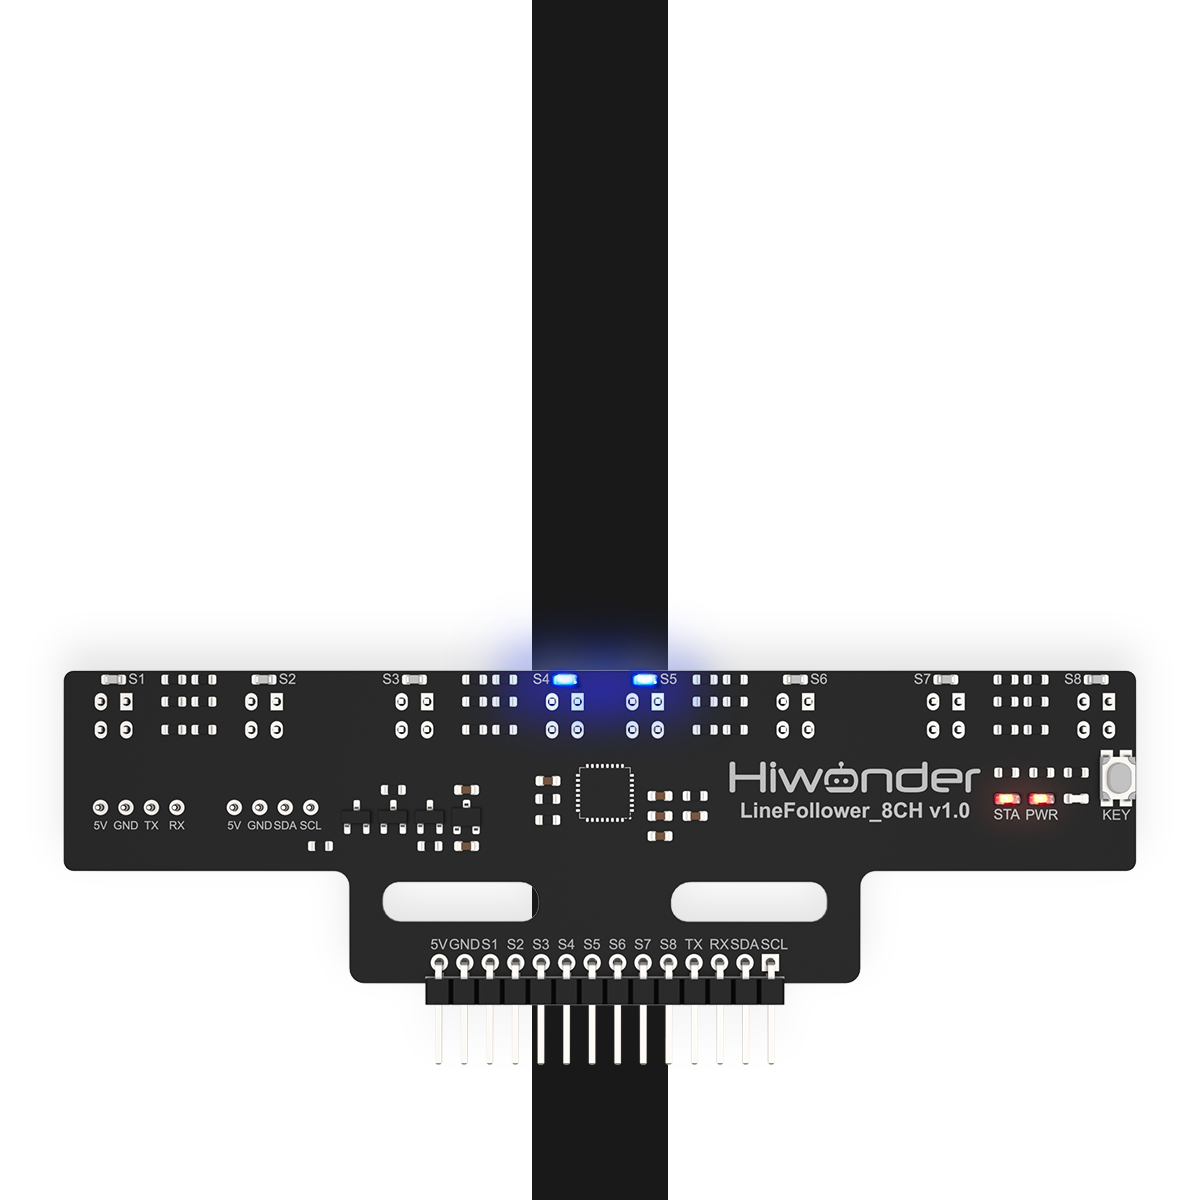 S1 S2 S3 S4 S5 S6 S7 S8
Hiwonder
LineFollower_8CH v1.0
STA PWR KEY
5V GND TX RX 5V GND SDA SCL
5V GND S1 S2 S3 S4 S5 S6 S7 S8 TX RX SDA SCL